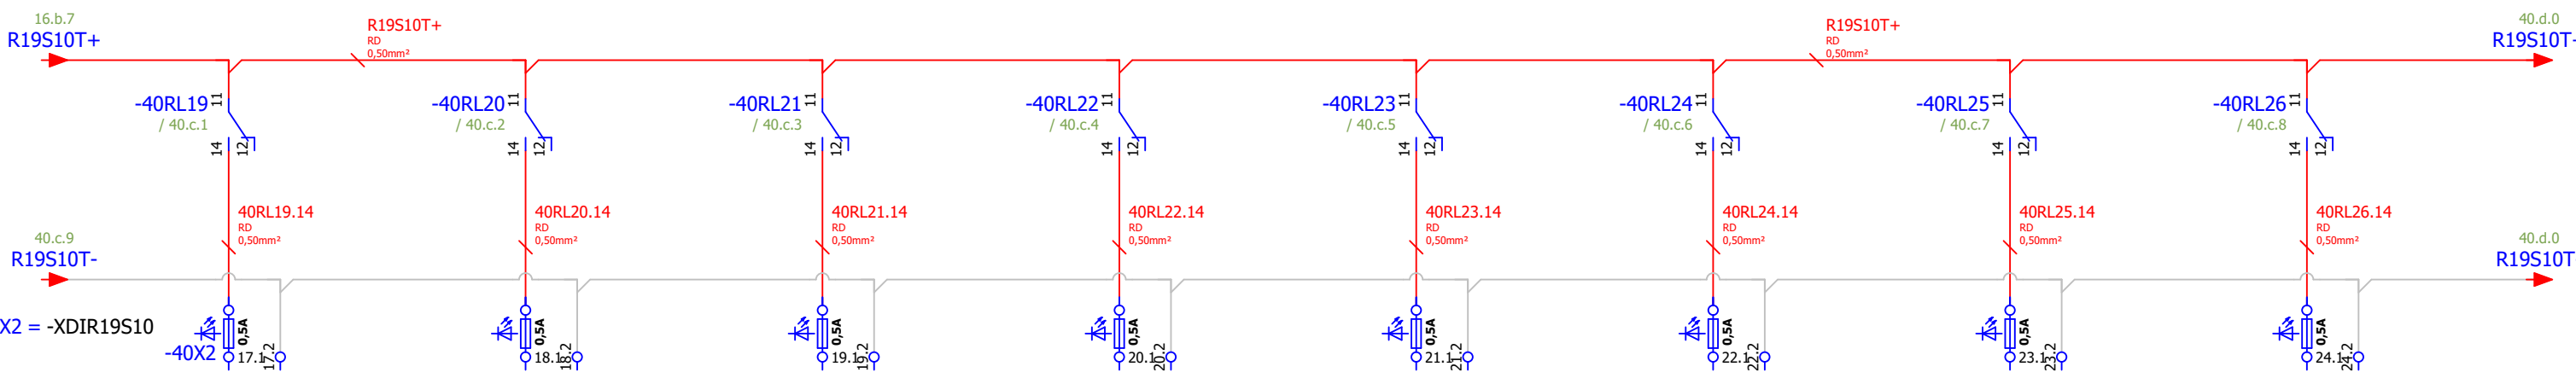 16.b.7
R19S10T+
R19S10T+
RD
0,50mm²
R19S10T+
RD
0,50mm²
40.d.0
R19S10T-
-40RL19
/ 40.c.1
11
14
12
-40RL20
/ 40.c.2
11
14
12
-40RL21
/ 40.c.3
11
14
12
-40RL22
/ 40.c.4
11
14
12
-40RL23
/ 40.c.5
11
14
12
-40RL24
/ 40.c.6
11
14
12
-40RL25
/ 40.c.7
11
14
12
-40RL26
/ 40.c.8
11
14
12
40RL19.14
RD
0,50mm²
40RL20.14
RD
0,50mm²
40RL21.14
RD
0,50mm²
40RL22.14
RD
0,50mm²
40RL23.14
RD
0,50mm²
40RL24.14
RD
0,50mm²
40RL25.14
RD
0,50mm²
40RL26.14
RD
0,50mm²
40.c.9
R19S10T-
40.d.0
R19S10T
X2 = -XDIR19S10
-40X2
0,5A
17.1
17.2
0,5A
18.1
18.2
0,5A
19.1
19.2
0,5A
20.1
20.2
0,5A
21.1
21.2
0,5A
22.1
22.2
0,5A
23.1
23.2
0,5A
24.1
24.2